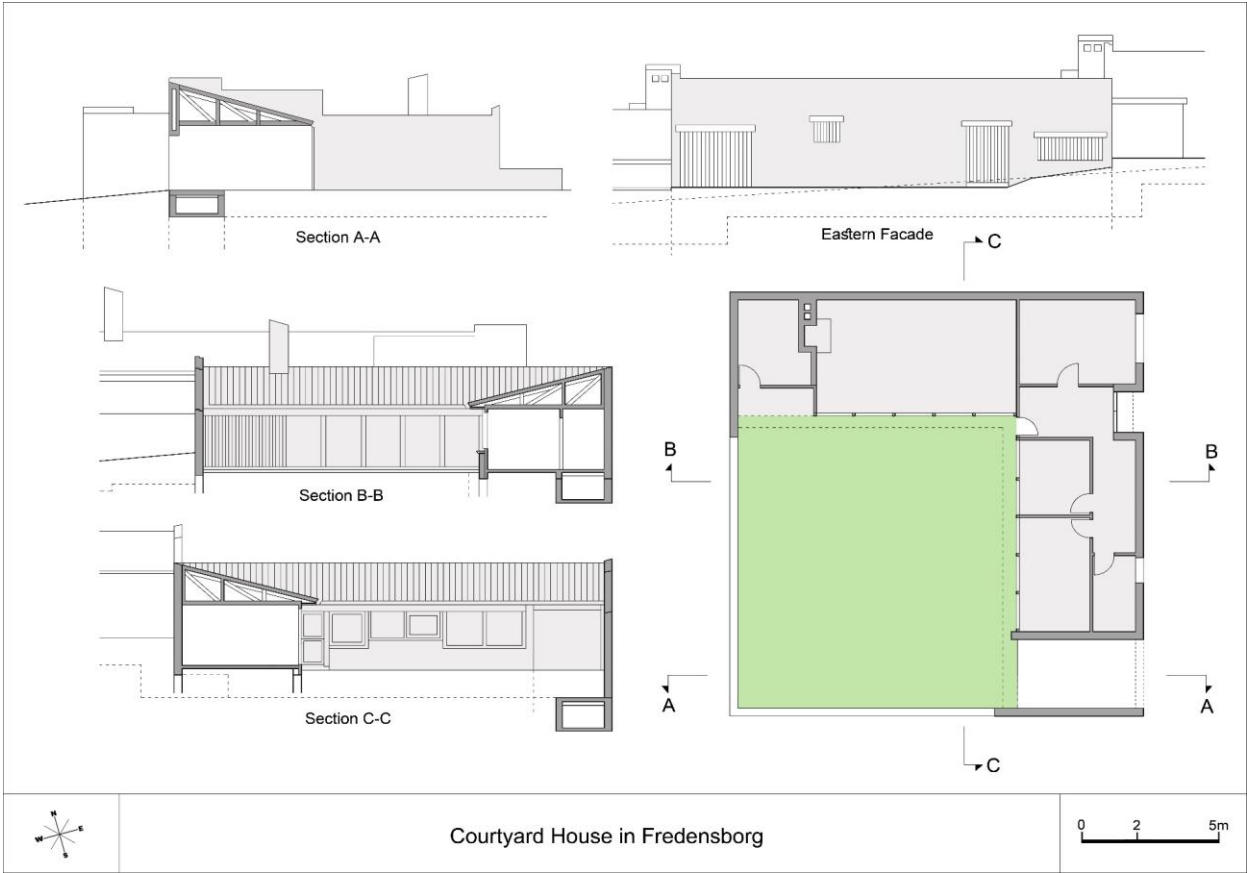 Section A-A
Eastern Facade
C
Section B-B
B
B
Section C-C
A
A
C
N
W
E
S
Courtyard House in Fredensborg
0
2
5m